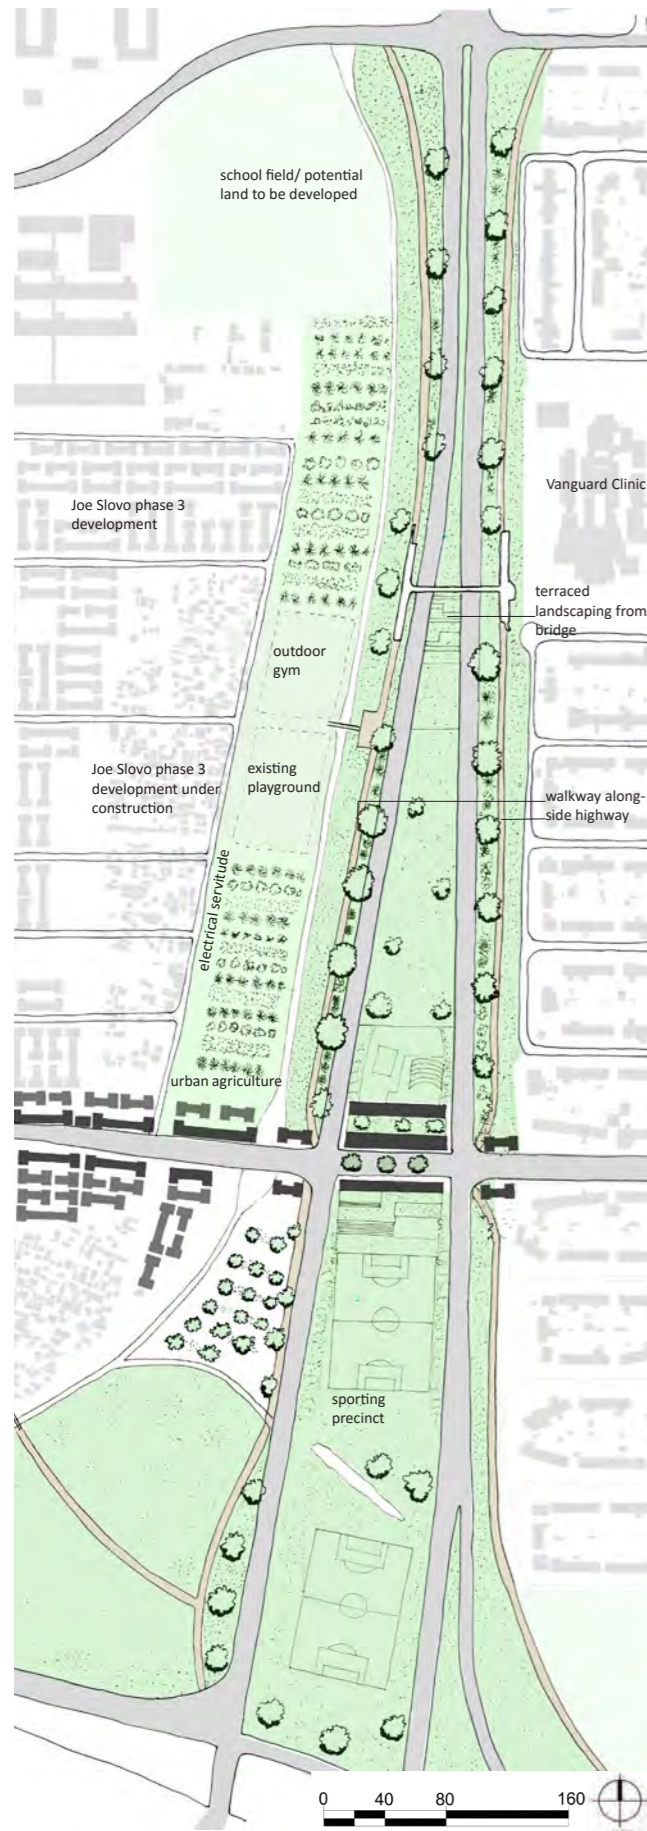 school field/ potential
land to be developed
Joe Slovo phase 3
development
Vanguard Clinic
terraced
landscaping from
bridge
outdoor
gym
Joe Slovo phase 3
development under
construction
existing
playground
walkway along-
side highway
electrical servitude
urban agriculture
sporting
precinct
0 40 80 160